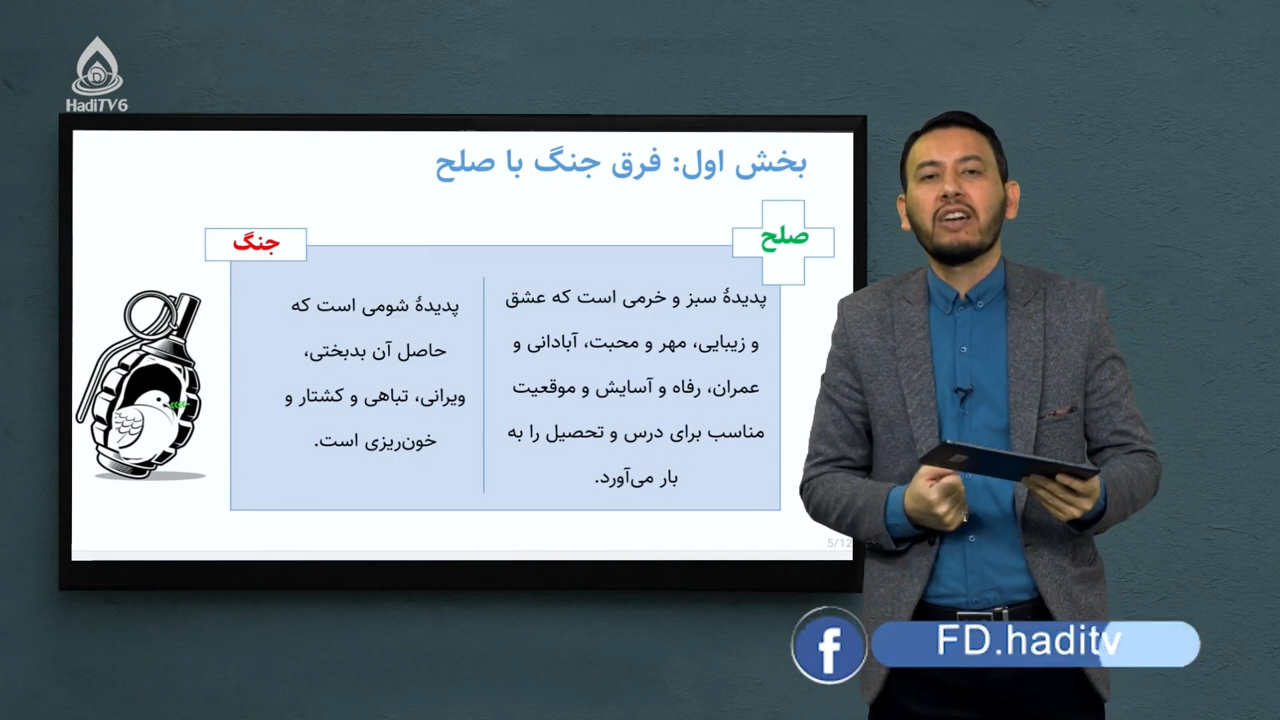 HadiTV6
بخش اول: فرق جنگ با صلح
صلح
پدیدۀ سبز و خرمی است که عشق
و زیبایی، مهر و محبت، آبادانی و
عمران، رفاه و آسایش و موقعیت
مناسب برای درس و تحصیل را به
بار می‌آورد.
جنگ
پدیدۀ شومی است که
حاصل آن بدبختی،
ویرانی، تباهی و کشتار و
خون‌ریزی است.
5/12
f FD.haditv